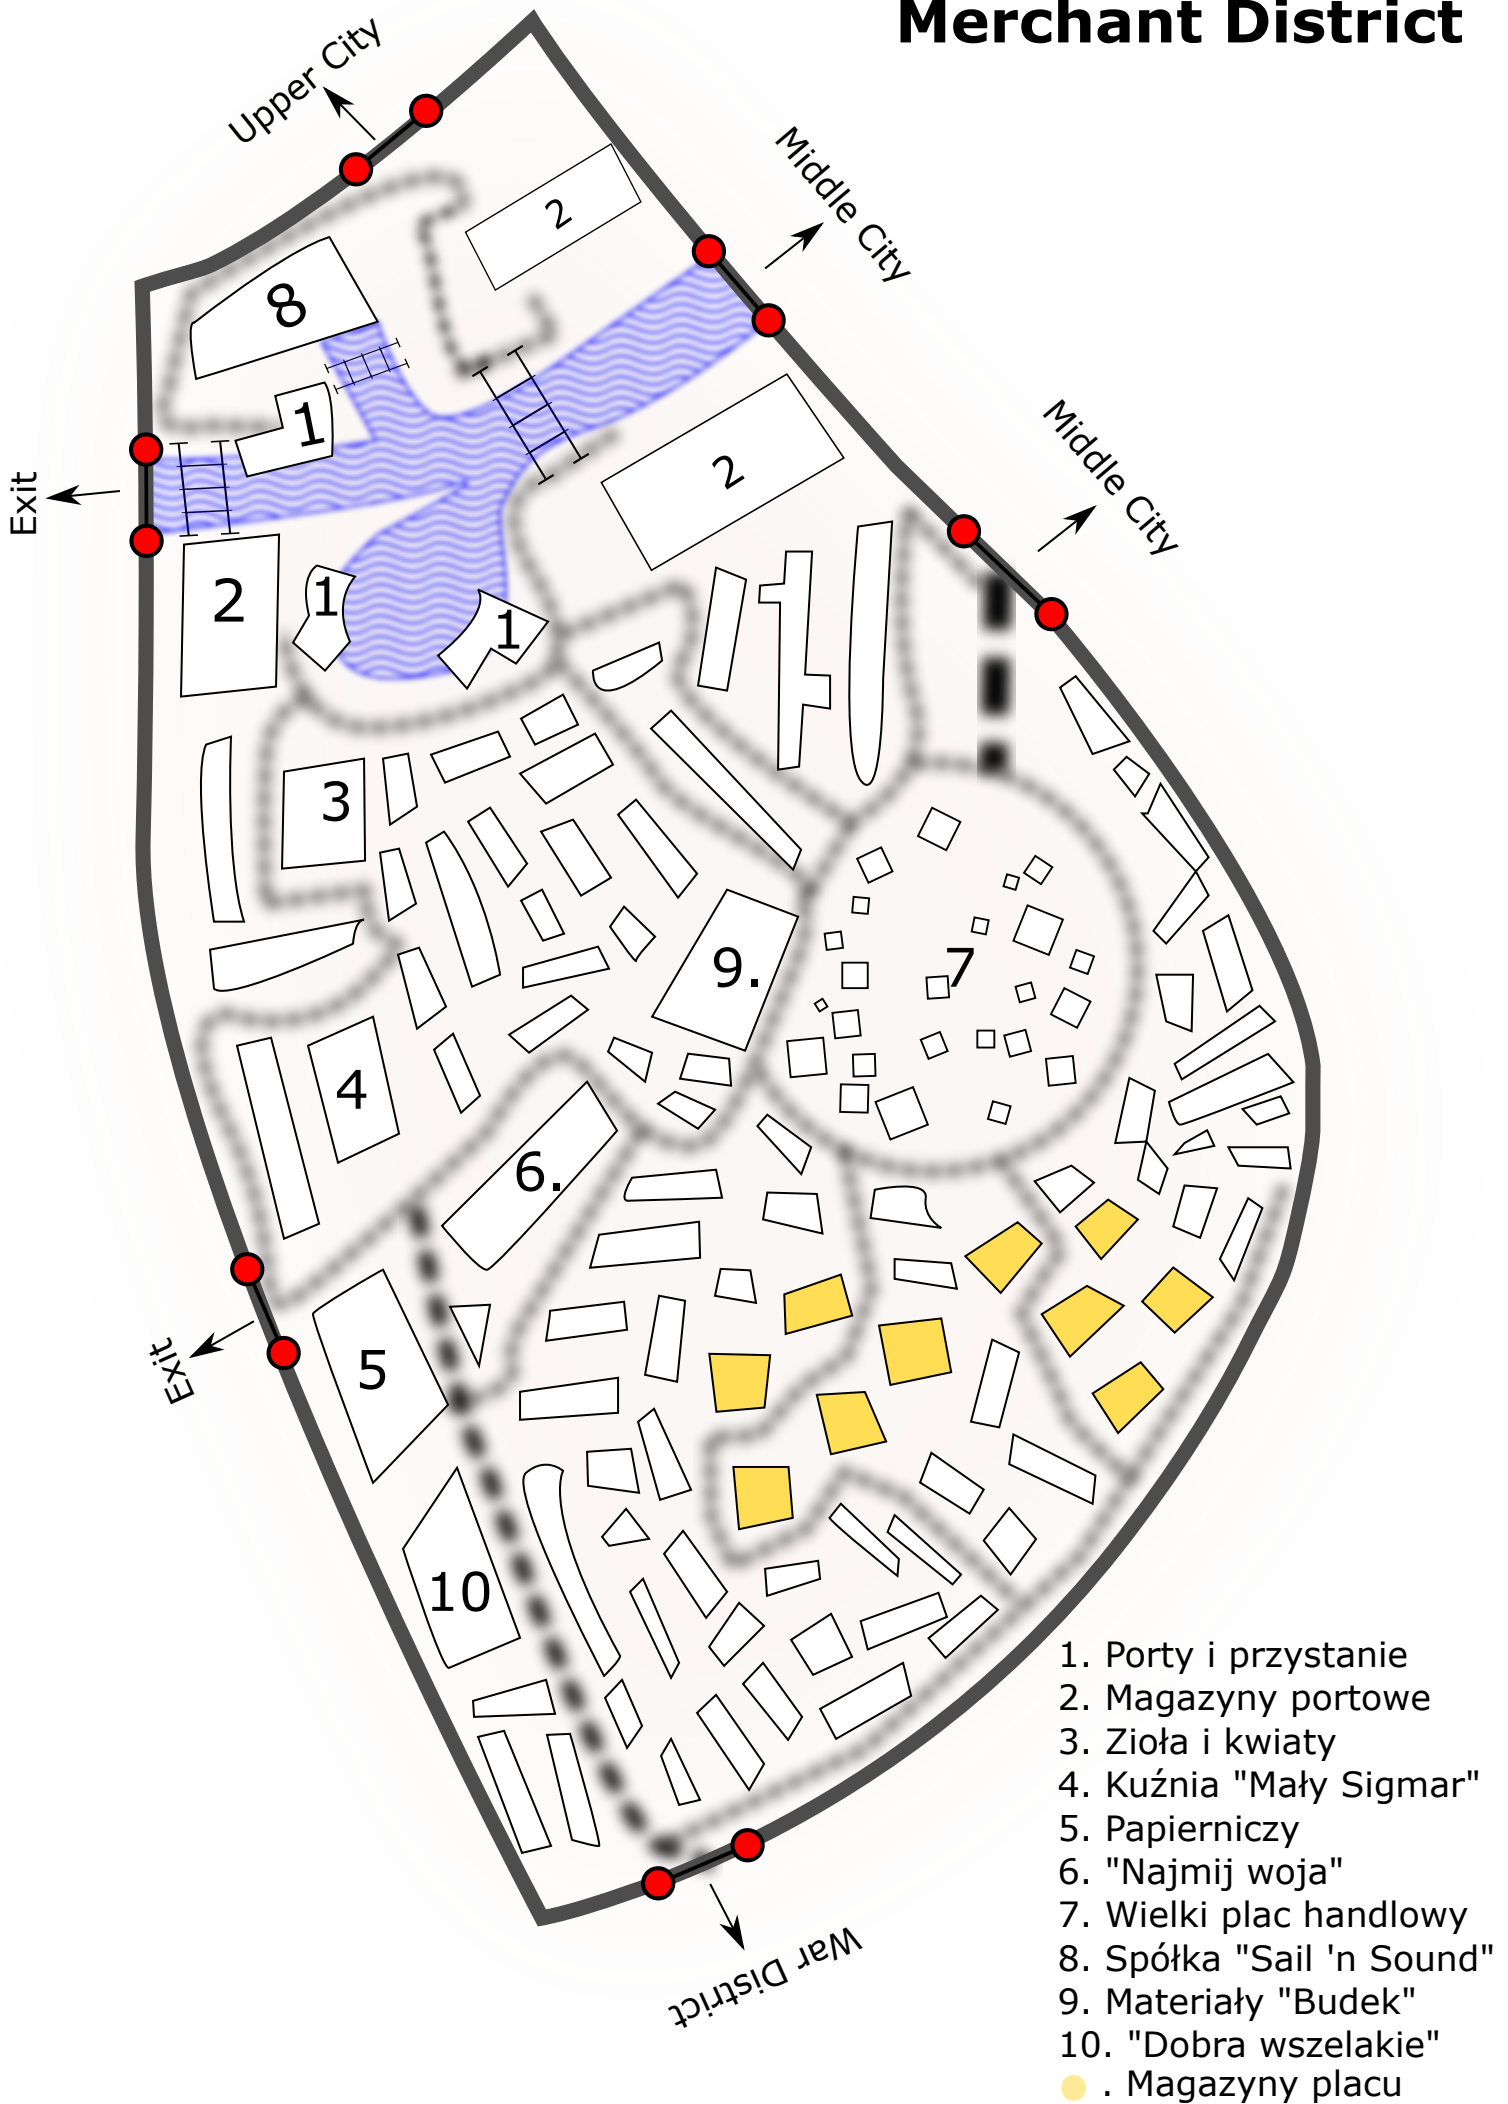 Merchant District
Upper City
Middle City
2
8
Middle City
1
2
Exit
2
1
1
3
9.
7
4
6.
5
Exit
10
War District
1. Porty i przystanie
2. Magazyny portowe
3. Zioła i kwiaty
4. Kuźnia "Mały Sigmar"
5. Papierniczy
6. "Najmij woja"
7. Wielki plac handlowy
8. Spółka "Sail 'n Sound"
9. Materiały "Budek"
10. "Dobra wszelakie"
. Magazyny placu